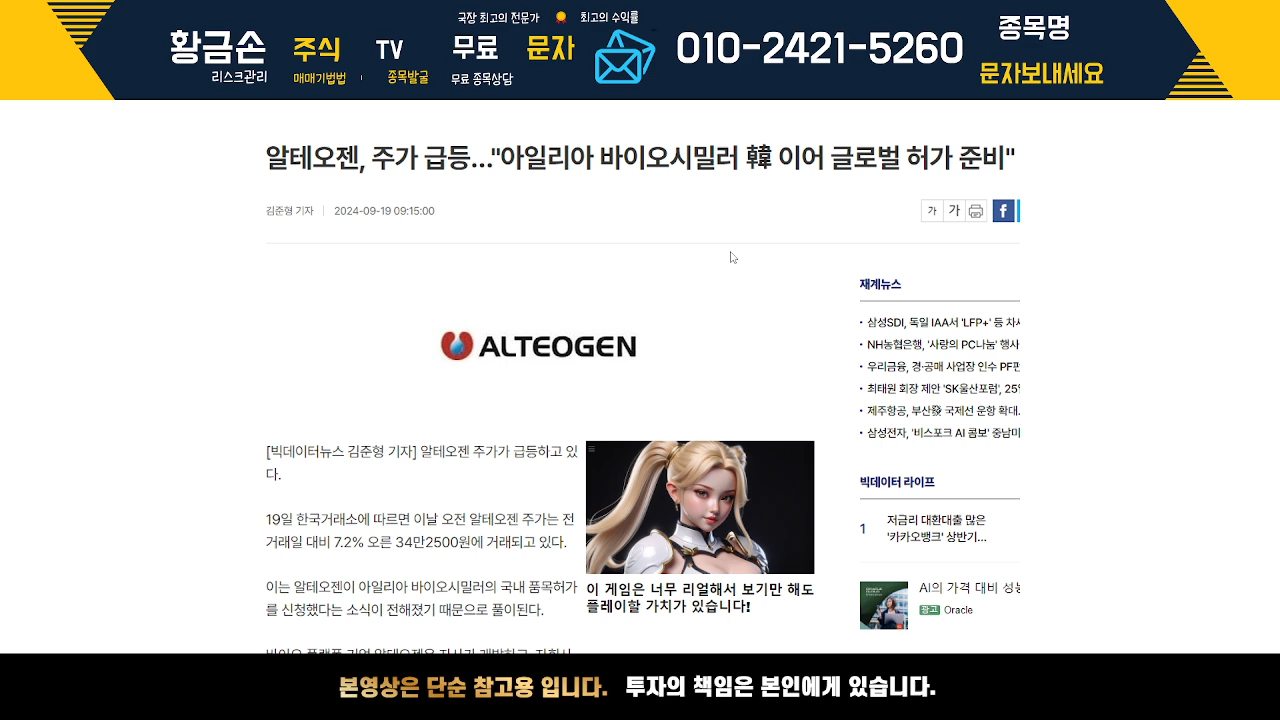 국장 최고의 전문가 최고의 수익률
황금손 주식 TV 무료 문자 010-2421-5260 종목명
리스크관리 매매기법법 종목발굴 무료 종목상담 문자보내세요
알테오젠, 주가 급등..."아일리아 바이오시밀러 韓 이어 글로벌 허가 준비"
김준형 기자 2024-09-19 09:15:00
가 가 f
ALTEOGEN
[빅데이터뉴스 김준형 기자] 알테오젠 주가가 급등하고 있
다.
19일 한국거래소에 따르면 이날 오전 알테오젠 주가는 전
거래일 대비 7.2% 오른 34만2500원에 거래되고 있다.
이는 알테오젠이 아일리아 바이오시밀러의 국내 품목허가
를 신청했다는 소식이 전해졌기 때문으로 풀이된다.
이 게임은 너무 리얼해서 보기만 해도
플레이할 가치가 있습니다!
재계뉴스
· 삼성SDI, 독일 IAA서 'LFP+' 등 차
· NH농협은행, '사랑의 PC나눔' 행사
· 우리금융, 경·공매 사업장 인수 PF펀
· 최태원 회장 제안 'SK울산포럼', 25
· 제주항공, 부산發 국제선 운항 확대.
· 삼성전자, '비스포크 AI 콤보' 중남미
빅데이터 라이프
1 저금리 대환대출 많은
'카카오뱅크' 상반기...
AI의 가격 대비 성능
광고 Oracle
본영상은 단순 참고용 입니다. 투자의 책임은 본인에게 있습니다.